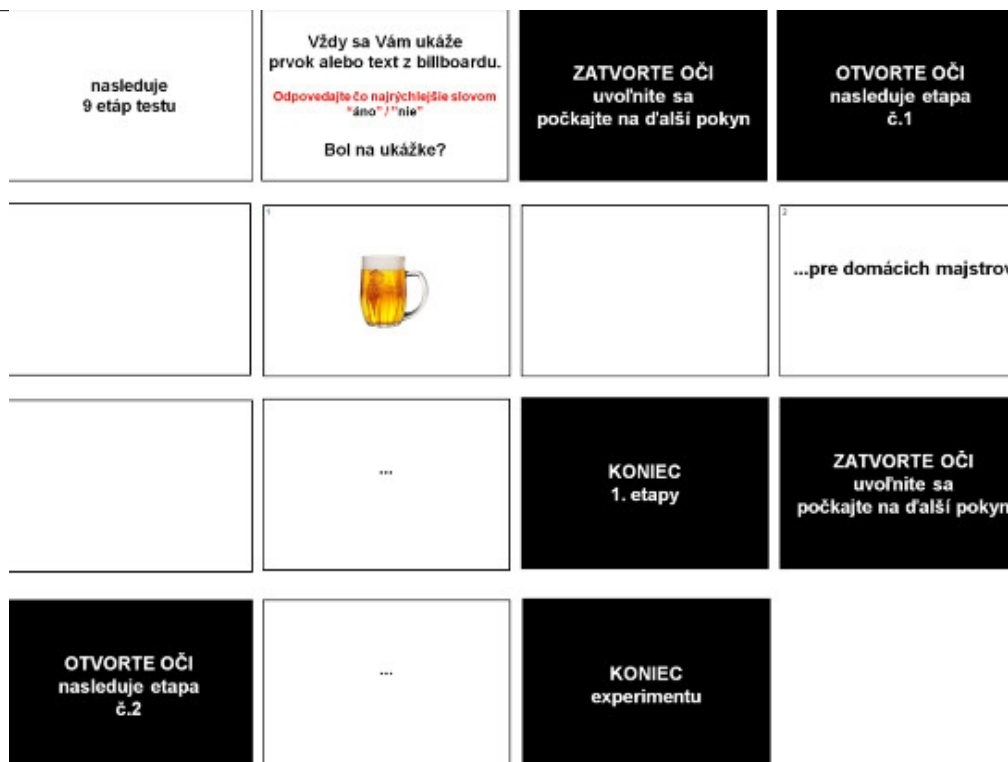 nasleduje
9 etáp testu
Vždy sa Vám ukáže
prvok alebo text z billboardu.
Odpovedajte čo najrýchlejšie slovom
"áno" / "nie"
Bol na ukážke?
ZATVORTE OČI
uvoľnite sa
počkajte na ďalší pokyn
OTVORTE OČI
nasleduje etapa
č.1
1
2
...pre domácich majstrov
...
KONIEC
1. etapy
ZATVORTE OČI
uvoľnite sa
počkajte na ďalší pokyn
OTVORTE OČI
nasleduje etapa
č.2
...
KONIEC
experimentu